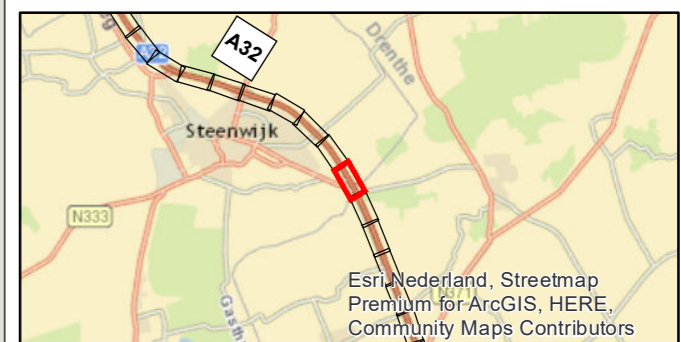 A32
Drenthe
Steenwijk
N333
Esri Nederland, Streetmap
Premium for ArcGIS, HERE,
Community Maps Contributors